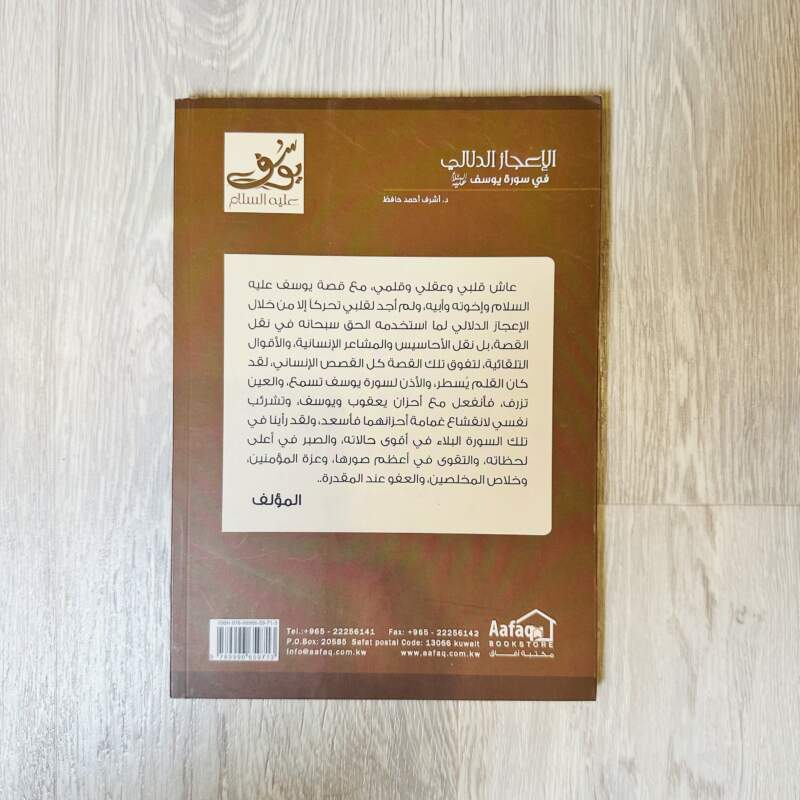 الإعجاز الدلالي
في سورة يوسف
د. أشرف أحمد حافظ
يوسف
عليه السلام
عاش قلبي وعقلي وقلمي، مع قصة يوسف عليه
السلام وإخوته وأبيه، ولم أجد لقلبي تحركاً إلا من خلال
الإعجاز الدلالي لما استخدمه الحق سبحانه في نقل
القصة، بل نقل الأحاسيس والمشاعر الإنسانية، والأقوال
التلقائية، لتفوق تلك القصة كل القصص الإنساني، لقد
كان القلم يُسطر، والأذن لسورة يوسف تسمع، والعين
تزرف، فأنفعل مع أحزان يعقوب ويوسف، وتشرئب
نفسي لانقشاع غمامة أحزانهما فأسعد، ولقد رأينا في
تلك السورة البلاء في أقوى حالاته، والصبر في أعلى
لحظاته، والتقوى في أعظم صورها، وعزة المؤمنين،
وخلاص المخلصين، والعفو عند المقدرة..
المؤلف
Tel.:+965 - 22256141 Fax: +965 - 22256142
P.O.Box: 20585 Safat postal Code: 13066 kuwait
info@aafaq.com.kw www.aafaq.com.kw
Aafaq
BOOKSTORE
مكتبة آفاق